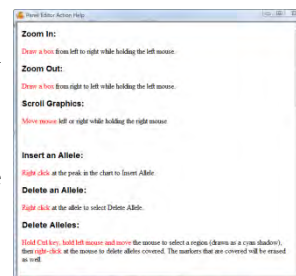 Panel Editor Action Help
Zoom In:
Draw a box from left to right while holding the left mouse.
Zoom Out:
Draw a box from right to left while holding the left mouse.
Scroll Graphics:
Move mouse left or right while holding the right mouse
Insert an Allele:
Right click at the peak in the chart to Insert Allele.
Delete an Allele:
Right click at the allele to select Delete Allele.
Delete Alleles:
Hold Ctrl key, hold left mouse and move the mouse to select a region (drawn as a cyan shadow),
then right-click at the mouse to delete alleles covered. The markers that are covered will be erased
as well.